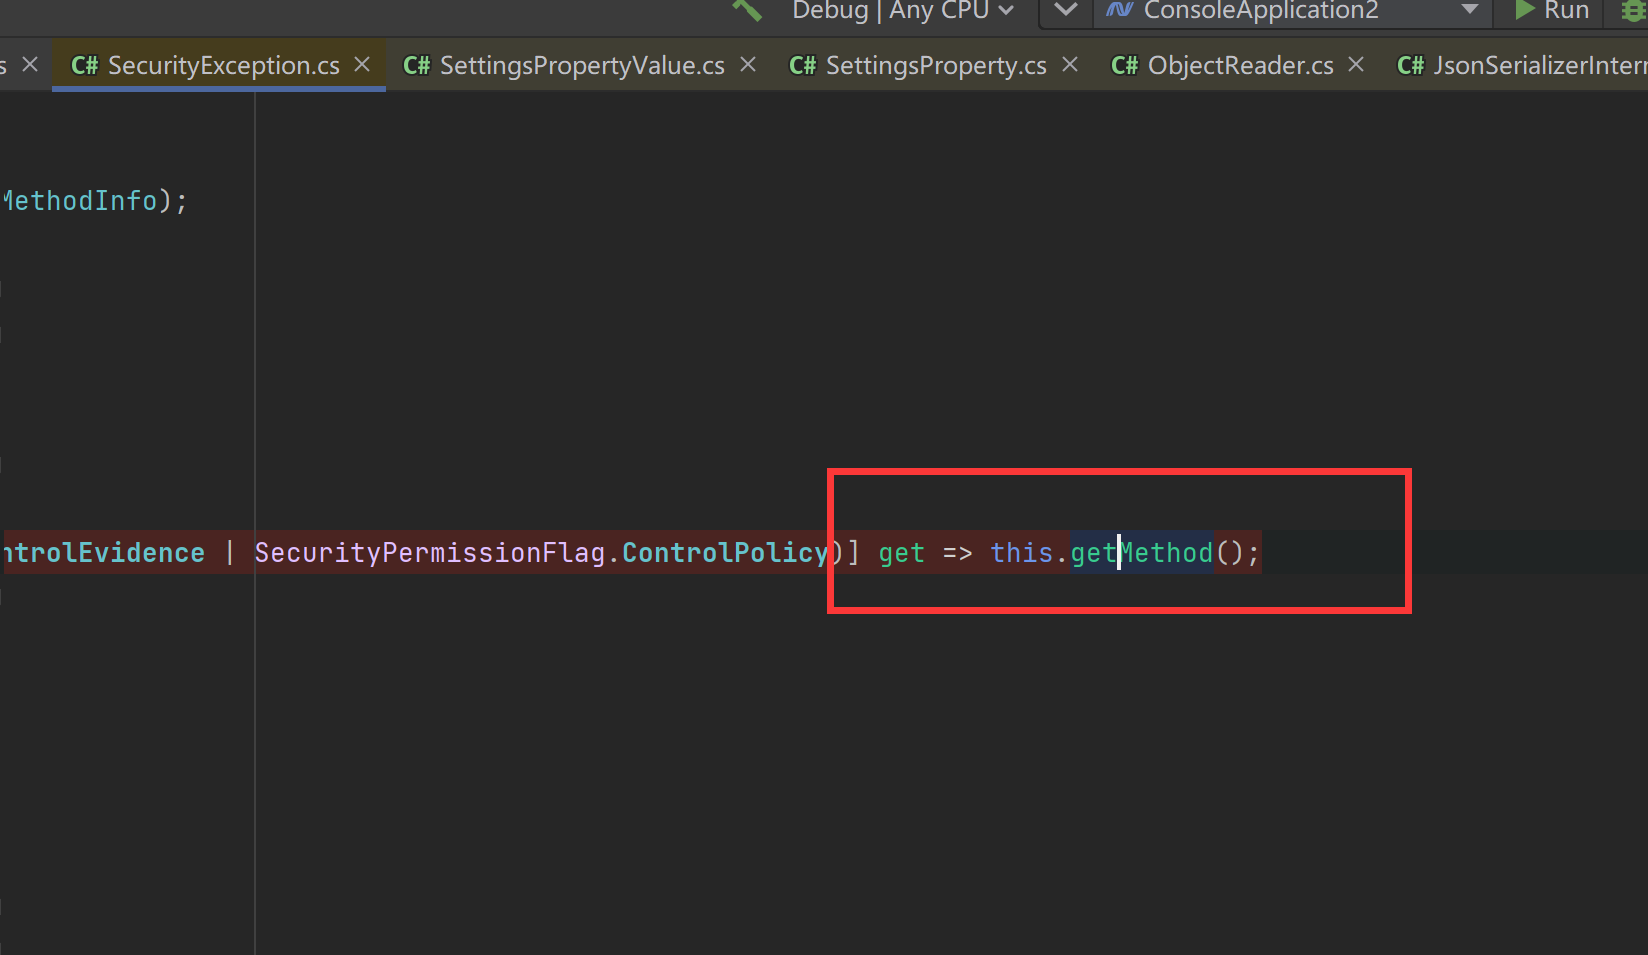 Debug | Any CPU
ConsoleApplication2
Run
C# SecurityException.cs
C# SettingsPropertyValue.cs
C# SettingsProperty.cs
C# ObjectReader.cs
C# JsonSerializerInter
MethodInfo);
ntrolEvidence | SecurityPermissionFlag.ControlPolicy)] get => this.getMethod();